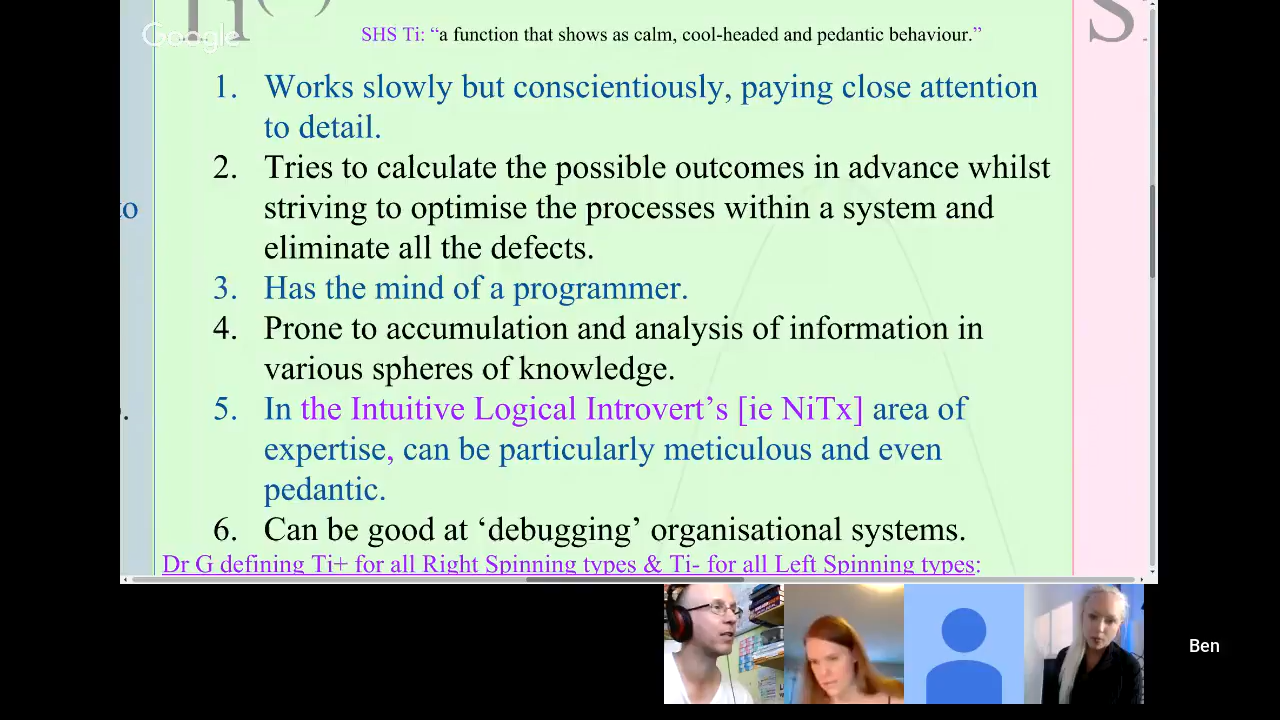 Ti
Google
SHS Ti: “a function that shows as calm, cool-headed and pedantic behaviour.”
1. Works slowly but conscientiously, paying close attention
to detail.
2. Tries to calculate the possible outcomes in advance whilst
striving to optimise the processes within a system and
eliminate all the defects.
3. Has the mind of a programmer.
4. Prone to accumulation and analysis of information in
various spheres of knowledge.
5. In the Intuitive Logical Introvert’s [ie NiTx] area of
expertise, can be particularly meticulous and even
pedantic.
6. Can be good at ‘debugging’ organisational systems.
Dr G defining Ti+ for all Right Spinning types & Ti- for all Left Spinning types:
to
Ben